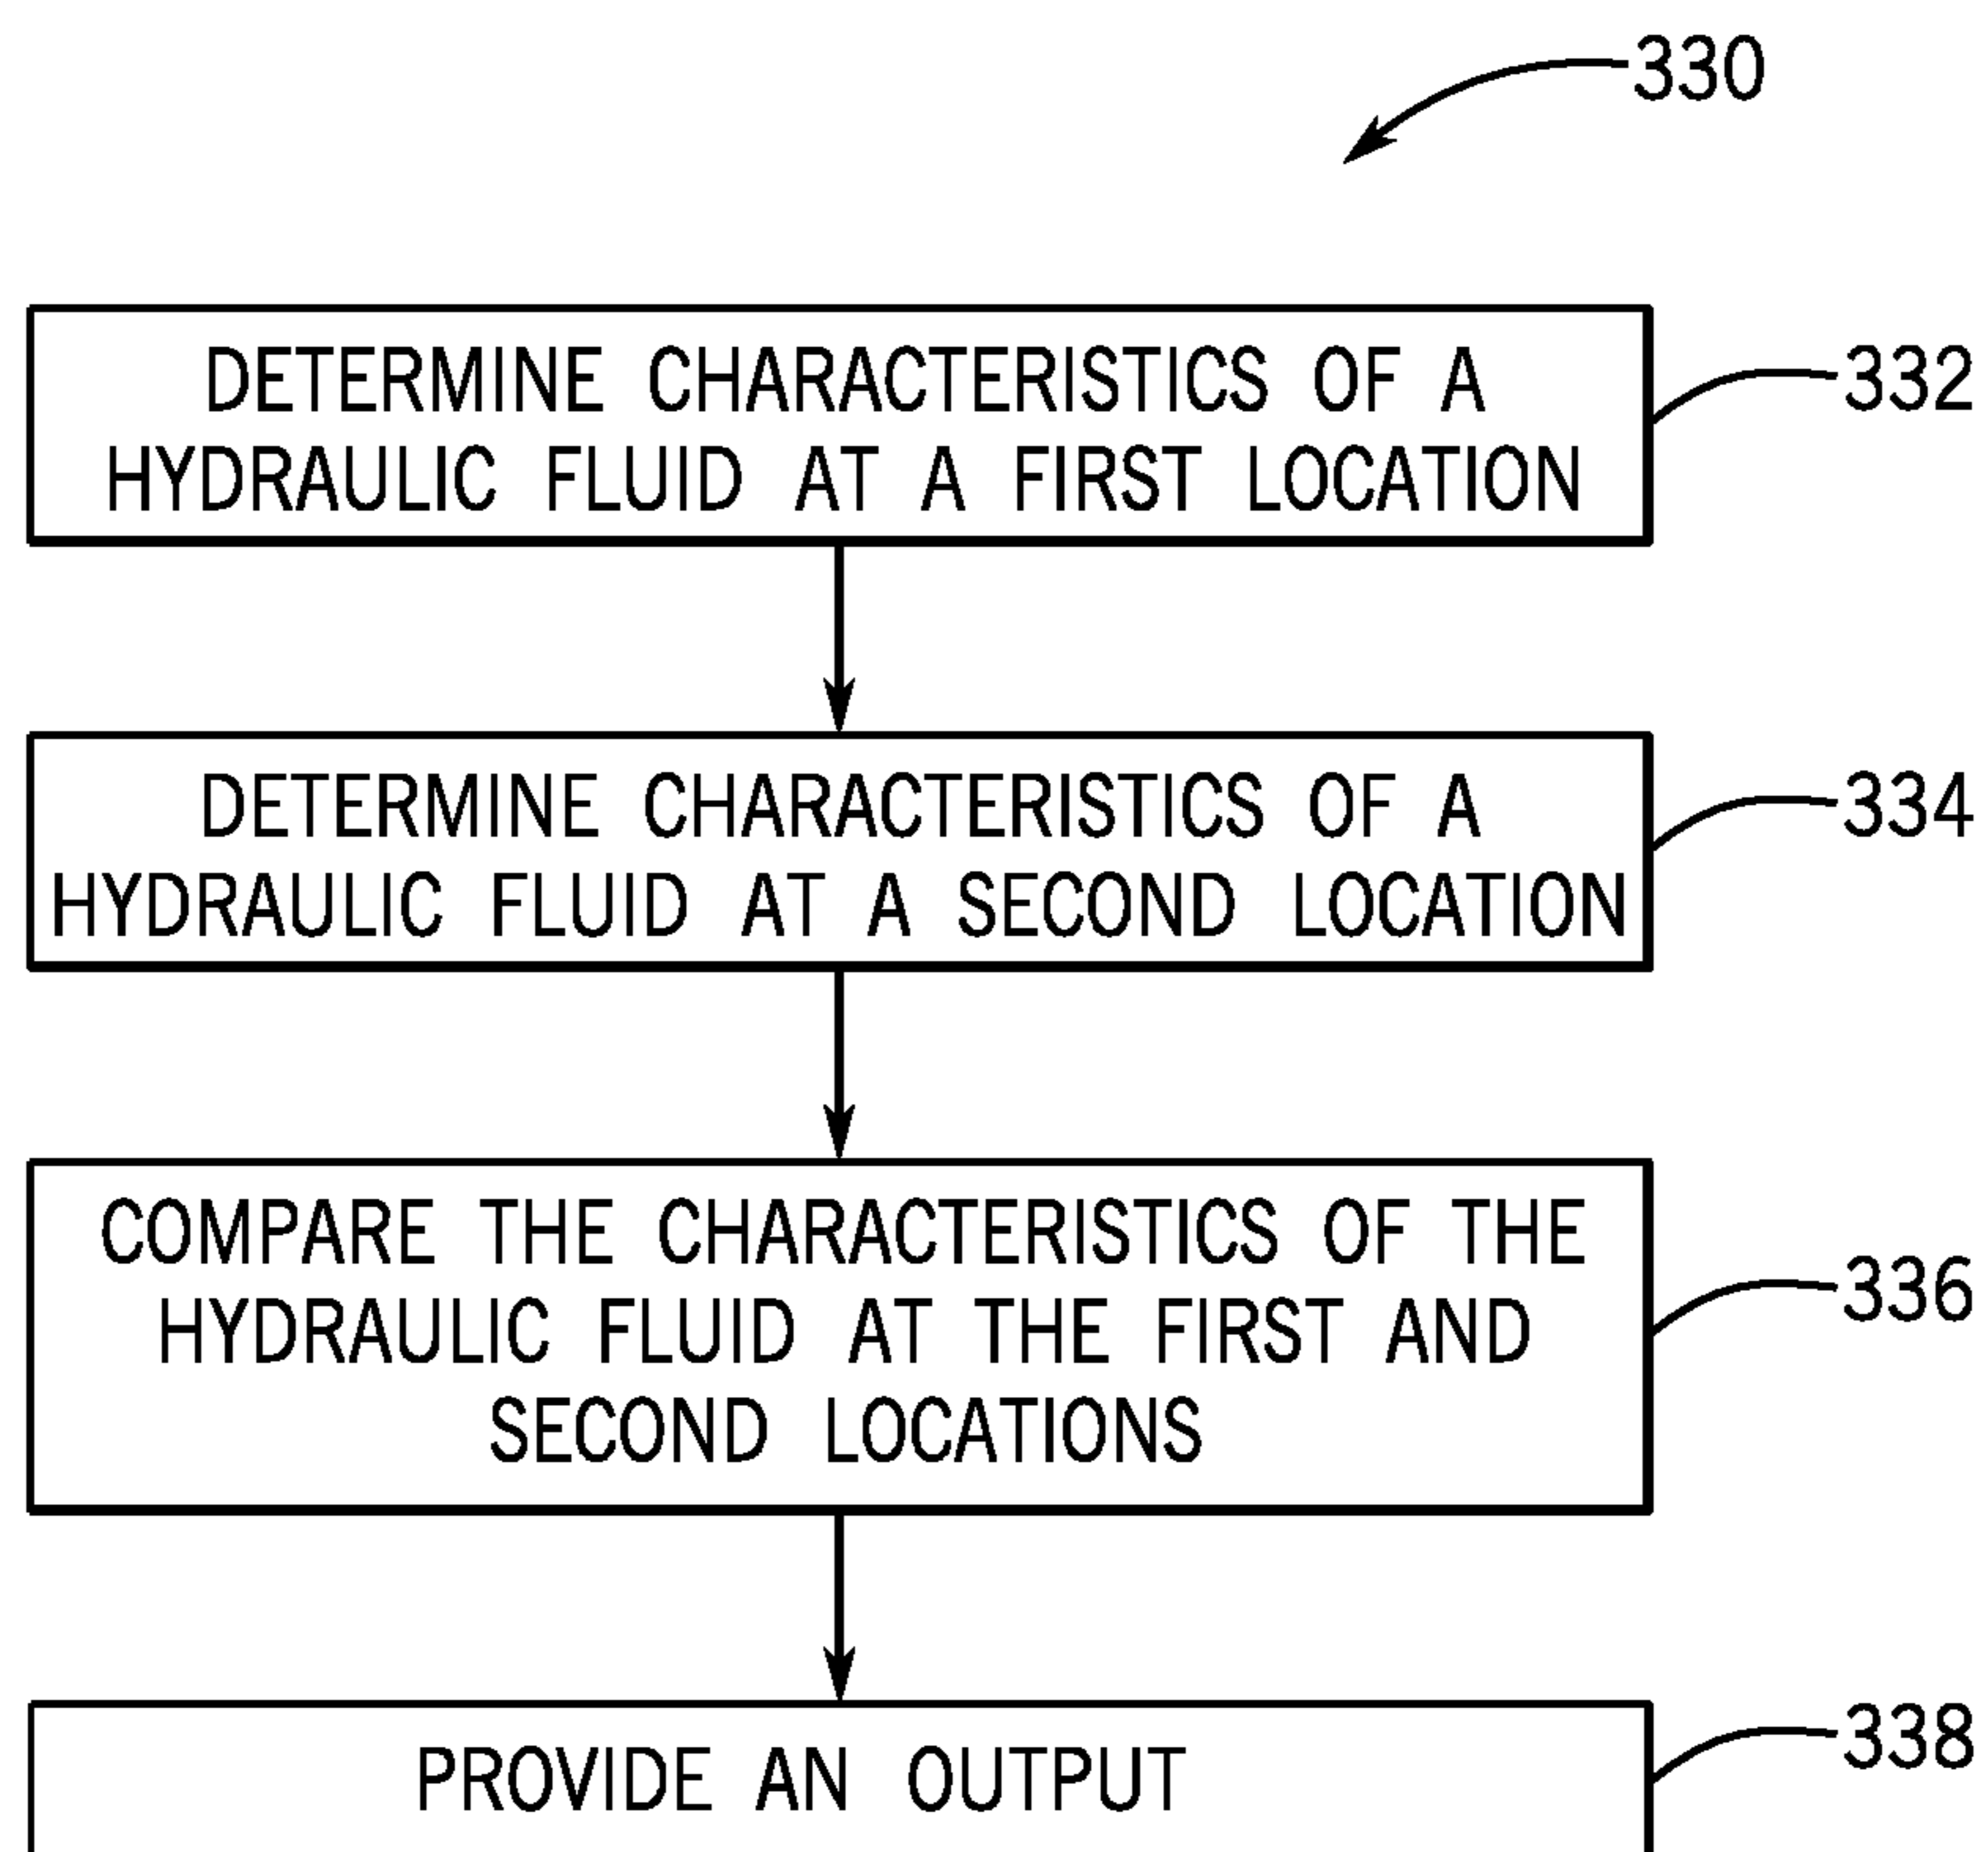 330
DETERMINE CHARACTERISTICS OF A
HYDRAULIC FLUID AT A FIRST LOCATION
332
DETERMINE CHARACTERISTICS OF A
HYDRAULIC FLUID AT A SECOND LOCATION
334
COMPARE THE CHARACTERISTICS OF THE
HYDRAULIC FLUID AT THE FIRST AND
SECOND LOCATIONS
336
PROVIDE AN OUTPUT
338